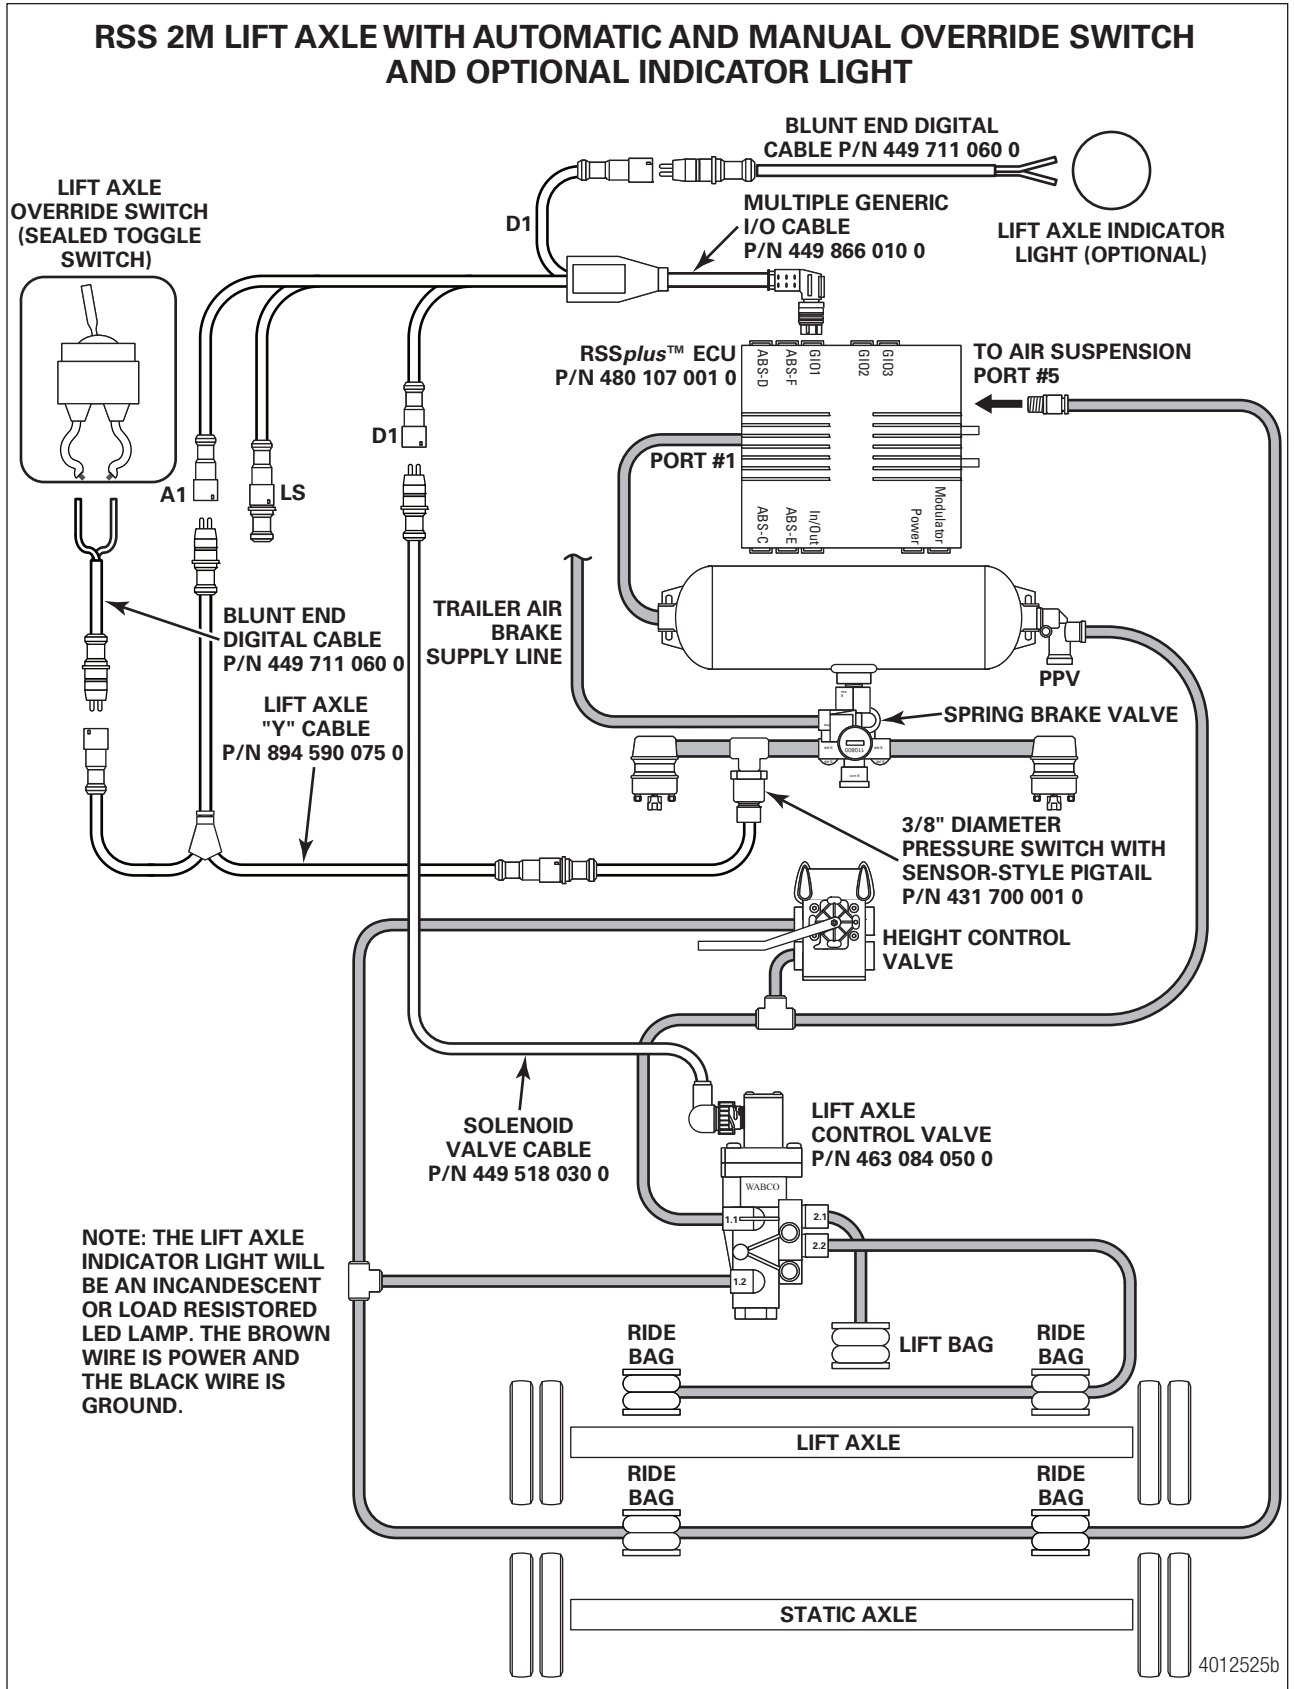 RSS 2M LIFT AXLE WITH AUTOMATIC AND MANUAL OVERRIDE SWITCH
AND OPTIONAL INDICATOR LIGHT
BLUNT END DIGITAL
CABLE P/N 449 711 060 0
LIFT AXLE
OVERRIDE SWITCH
(SEALED TOGGLE
SWITCH)
D1
MULTIPLE GENERIC
I/O CABLE
P/N 449 866 010 0
LIFT AXLE INDICATOR
LIGHT (OPTIONAL)
RSSplus™ ECU
P/N 480 107 001 0
ABS-D
ABS-F
GIO1
GIO2
GIO3
TO AIR SUSPENSION
PORT #5
D1
PORT #1
A1
LS
ABS-C
ABS-E
In/Out
Power
Modulator
BLUNT END
DIGITAL CABLE
P/N 449 711 060 0
TRAILER AIR
BRAKE
SUPPLY LINE
PPV
LIFT AXLE
"Y" CABLE
P/N 894 590 075 0
SPRING BRAKE VALVE
110800
3/8" DIAMETER
PRESSURE SWITCH WITH
SENSOR-STYLE PIGTAIL
P/N 431 700 001 0
HEIGHT CONTROL
VALVE
SOLENOID
VALVE CABLE
P/N 449 518 030 0
LIFT AXLE
CONTROL VALVE
P/N 463 084 050 0
WABCO
1.1
2.1
2.2
1.2
NOTE: THE LIFT AXLE
INDICATOR LIGHT WILL
BE AN INCANDESCENT
OR LOAD RESISTORED
LED LAMP. THE BROWN
WIRE IS POWER AND
THE BLACK WIRE IS
GROUND.
RIDE
BAG
LIFT BAG
RIDE
BAG
LIFT AXLE
RIDE
BAG
RIDE
BAG
STATIC AXLE
4012525b